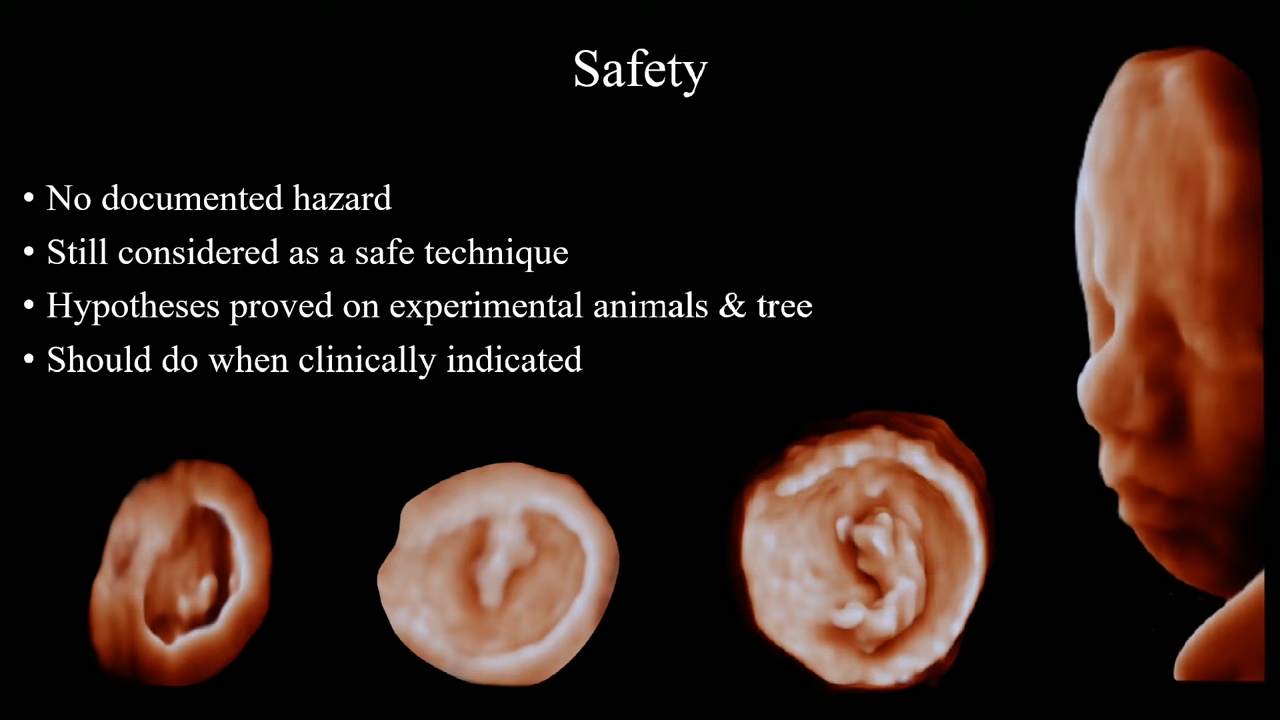 Safety
• No documented hazard
• Still considered as a safe technique
• Hypotheses proved on experimental animals & tree
• Should do when clinically indicated